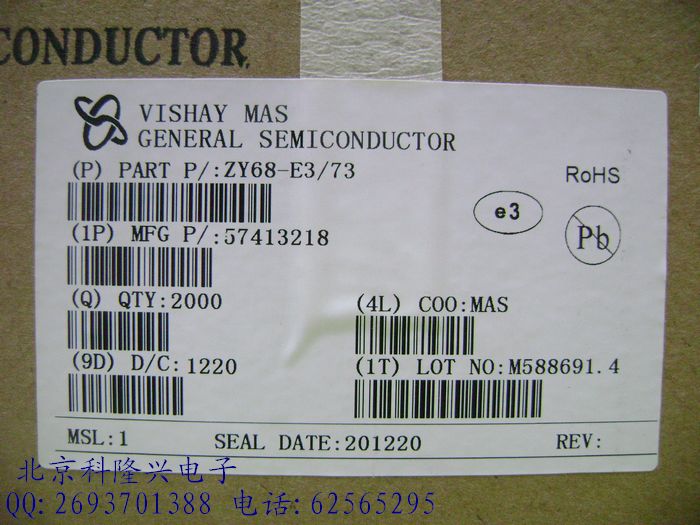 CONDUCTOR
VISHAY MAS
GENERAL SEMICONDUCTOR
(P) PART P/:ZY68-E3/73
RoHS
e3
Pb
(1P) MFG P/:57413218
(Q) QTY:2000
(4L) COO:MAS
(9D) D/C:1220
(1T) LOT NO:M588691.4
MSL:1 SEAL DATE:201220 REV:
北京科隆兴电子
QQ:2693701388 电话:62565295